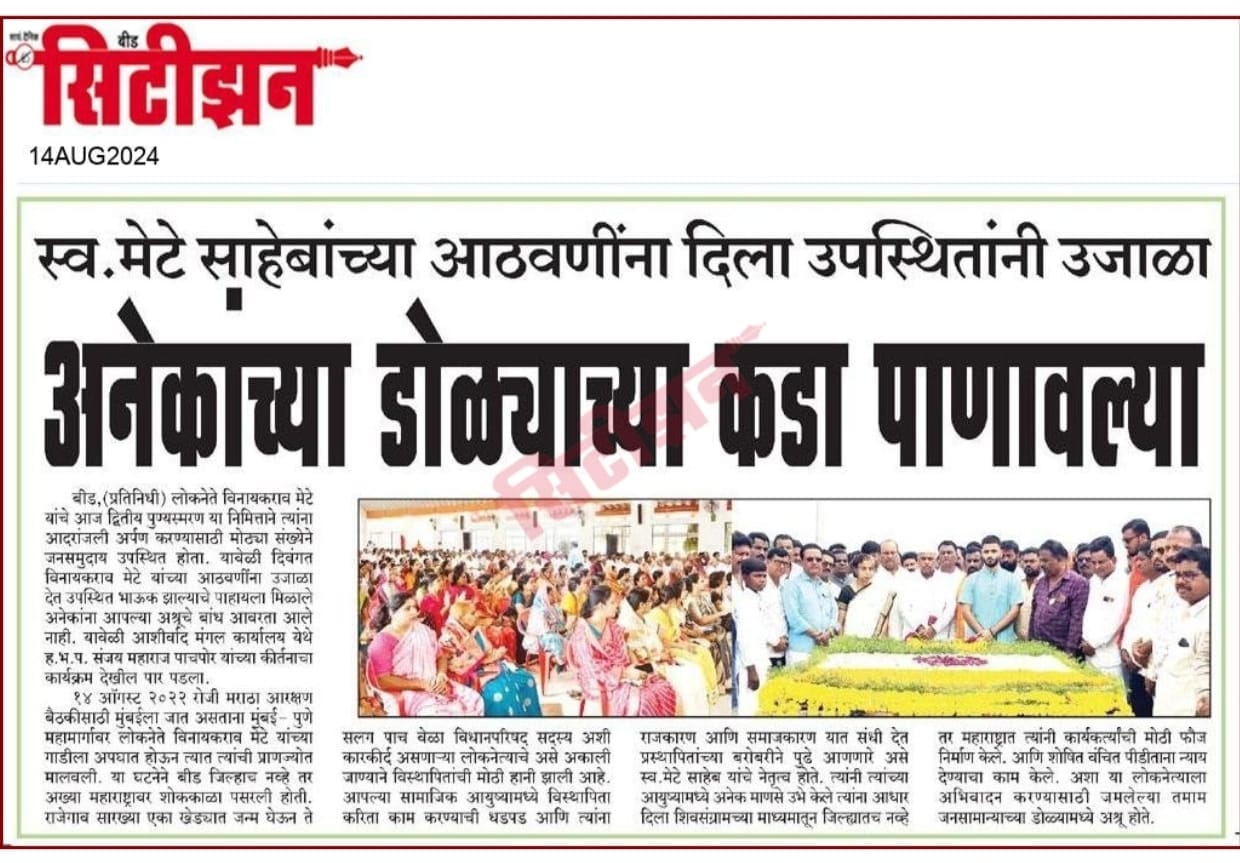 सायं.दैनिक
बीड
सिटीझन
14AUG2024
स्व.मेटे साहेबांच्या आठवणींना दिला उपस्थितांनी उजाळा
अनेकांच्या डोळ्याच्या कडा पाणावल्या
सिटीझन
बीड,(प्रतिनिधी) लोकनेते विनायकराव मेटे
यांचे आज द्वितीय पुण्यस्मरण या निमित्ताने त्यांना
आदरांजली अर्पण करण्यासाठी मोठ्या संख्येने
जनसमुदाय उपस्थित होता. यावेळी दिवंगत
विनायकराव मेटे यांच्या आठवणींना उजाळा
देत उपस्थित भाऊक झाल्याचे पाहायला मिळाले
अनेकांना आपल्या अश्रूचे बांध आवरता आले
नाही. यावेळी आशीर्वाद मंगल कार्यालय येथे
ह.भ.प. संजय महाराज पाचपोर यांच्या कीर्तनाचा
कार्यक्रम देखील पार पडला.
१४ ऑगस्ट २०२२ रोजी मराठा आरक्षण
बैठकीसाठी मुंबईला जात असताना मुंबई- पुणे
महामार्गावर लोकनेते विनायकराव मेटे यांच्या
गाडीला अपघात होऊन त्यात त्यांची प्राणज्योत
मालवली. या घटनेने बीड जिल्हाच नव्हे तर
अख्या महाराष्ट्रावर शोककाळा पसरली होती.
राजेगाव सारख्या एका खेड्यात जन्म घेऊन ते
सलग पाच वेळा विधानपरिषद सदस्य अशी
कारकीर्द असणाऱ्या लोकनेत्याचे असे अकाली
जाण्याने विस्थापितांची मोठी हानी झाली आहे.
आपल्या सामाजिक आयुष्यामध्ये विस्थापिता
करिता काम करण्याची धडपड आणि त्यांना
राजकारण आणि समाजकारण यात संधी देत
प्रस्थापितांच्या बरोबरीने पुढे आणणारे असे
स्व.मेटे साहेब यांचे नेतृत्व होते. त्यांनी त्यांच्या
आयुष्यामध्ये अनेक माणसे उभे केले त्यांना आधार
दिला शिवसंग्रामच्या माध्यमातून जिल्ह्यातच नव्हे
तर महाराष्ट्रात त्यांनी कार्यकर्त्यांची मोठी फौज
निर्माण केले. आणि शोषित वंचित पीडीताना न्याय
देण्याचा काम केले. अशा या लोकनेत्याला
अभिवादन करण्यासाठी जमलेल्या तमाम
जनसामान्याच्या डोळ्यामध्ये अश्रू होते.